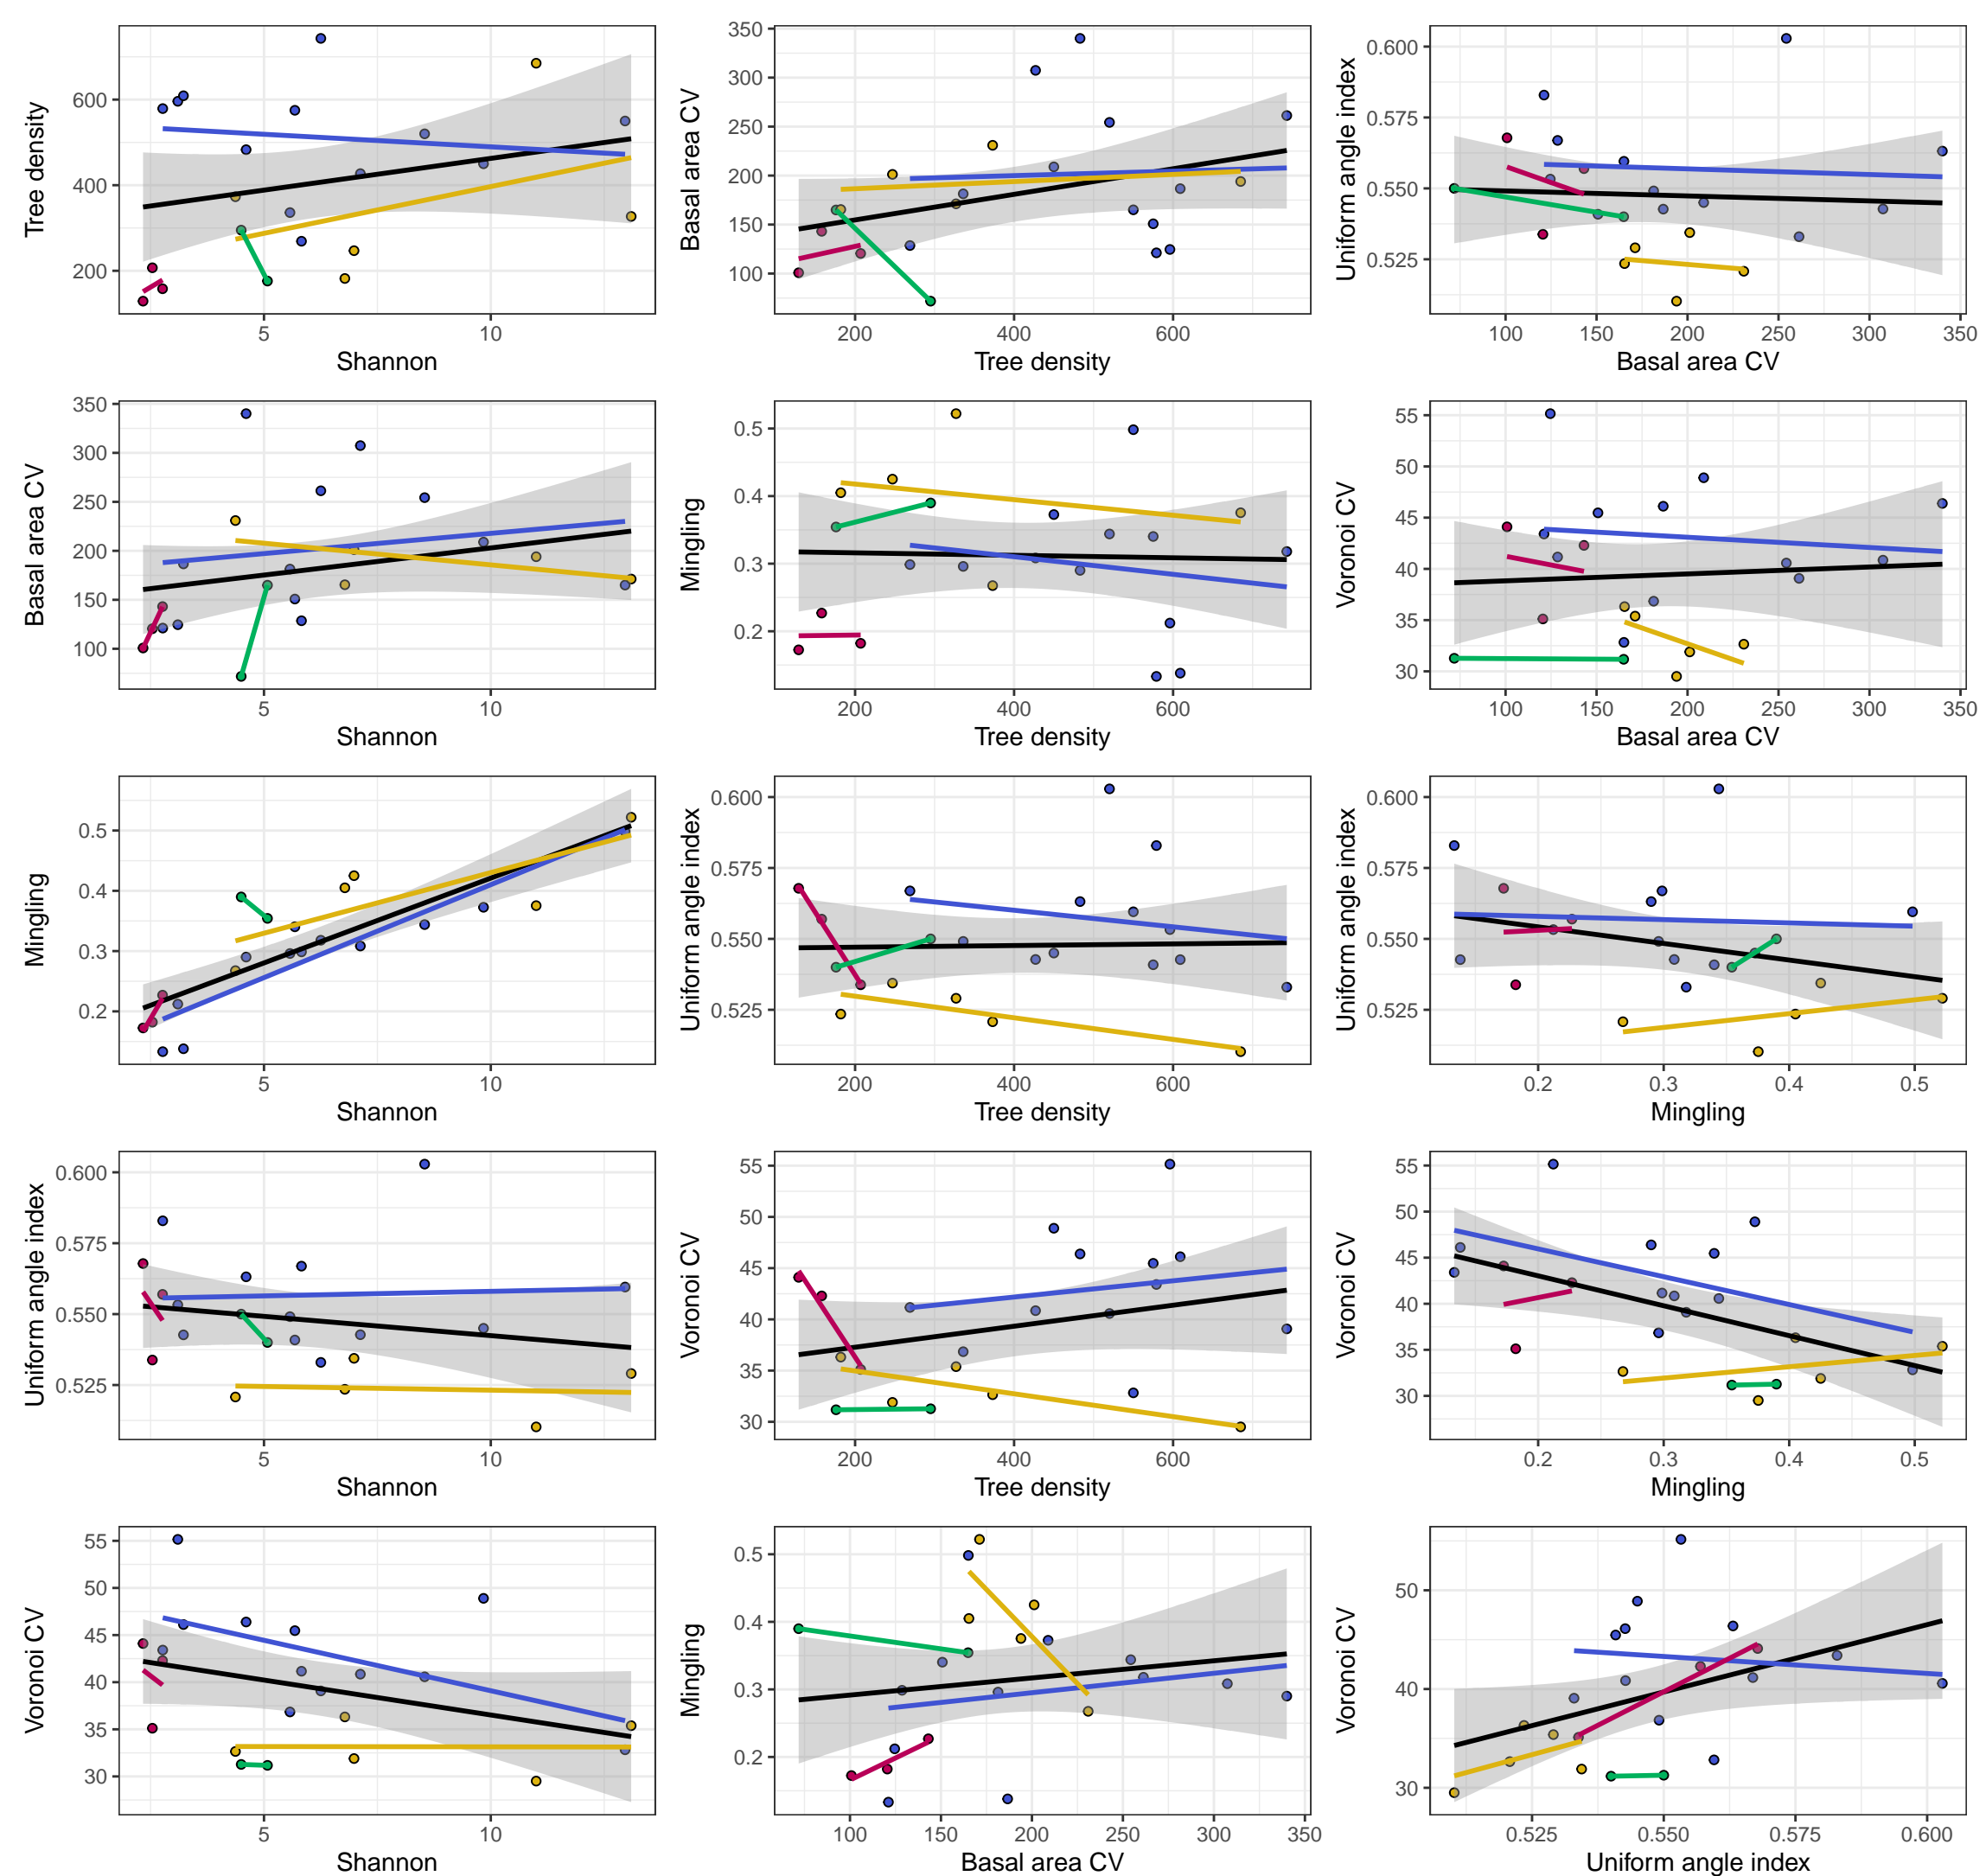 Tree density
600
400
200
5 10
Shannon
Basal area CV
350
300
250
200
150
100
200 400 600
Tree density
Uniform angle index
0.600
0.575
0.550
0.525
100 150 200 250 300 350
Basal area CV
Basal area CV
350
300
250
200
150
100
5 10
Shannon
Mingling
0.5
0.4
0.3
0.2
200 400 600
Tree density
Voronoi CV
55
50
45
40
35
30
100 150 200 250 300 350
Basal area CV
Mingling
0.5
0.4
0.3
0.2
5 10
Shannon
Uniform angle index
0.600
0.575
0.550
0.525
200 400 600
Tree density
Uniform angle index
0.600
0.575
0.550
0.525
0.2 0.3 0.4 0.5
Mingling
Uniform angle index
0.600
0.575
0.550
0.525
5 10
Shannon
Voronoi CV
55
50
45
40
35
30
200 400 600
Tree density
Voronoi CV
55
50
45
40
35
30
0.2 0.3 0.4 0.5
Mingling
Voronoi CV
55
50
45
40
35
30
5 10
Shannon
Mingling
0.5
0.4
0.3
0.2
100 150 200 250 300 350
Basal area CV
Voronoi CV
50
40
30
0.525 0.550 0.575 0.600
Uniform angle index